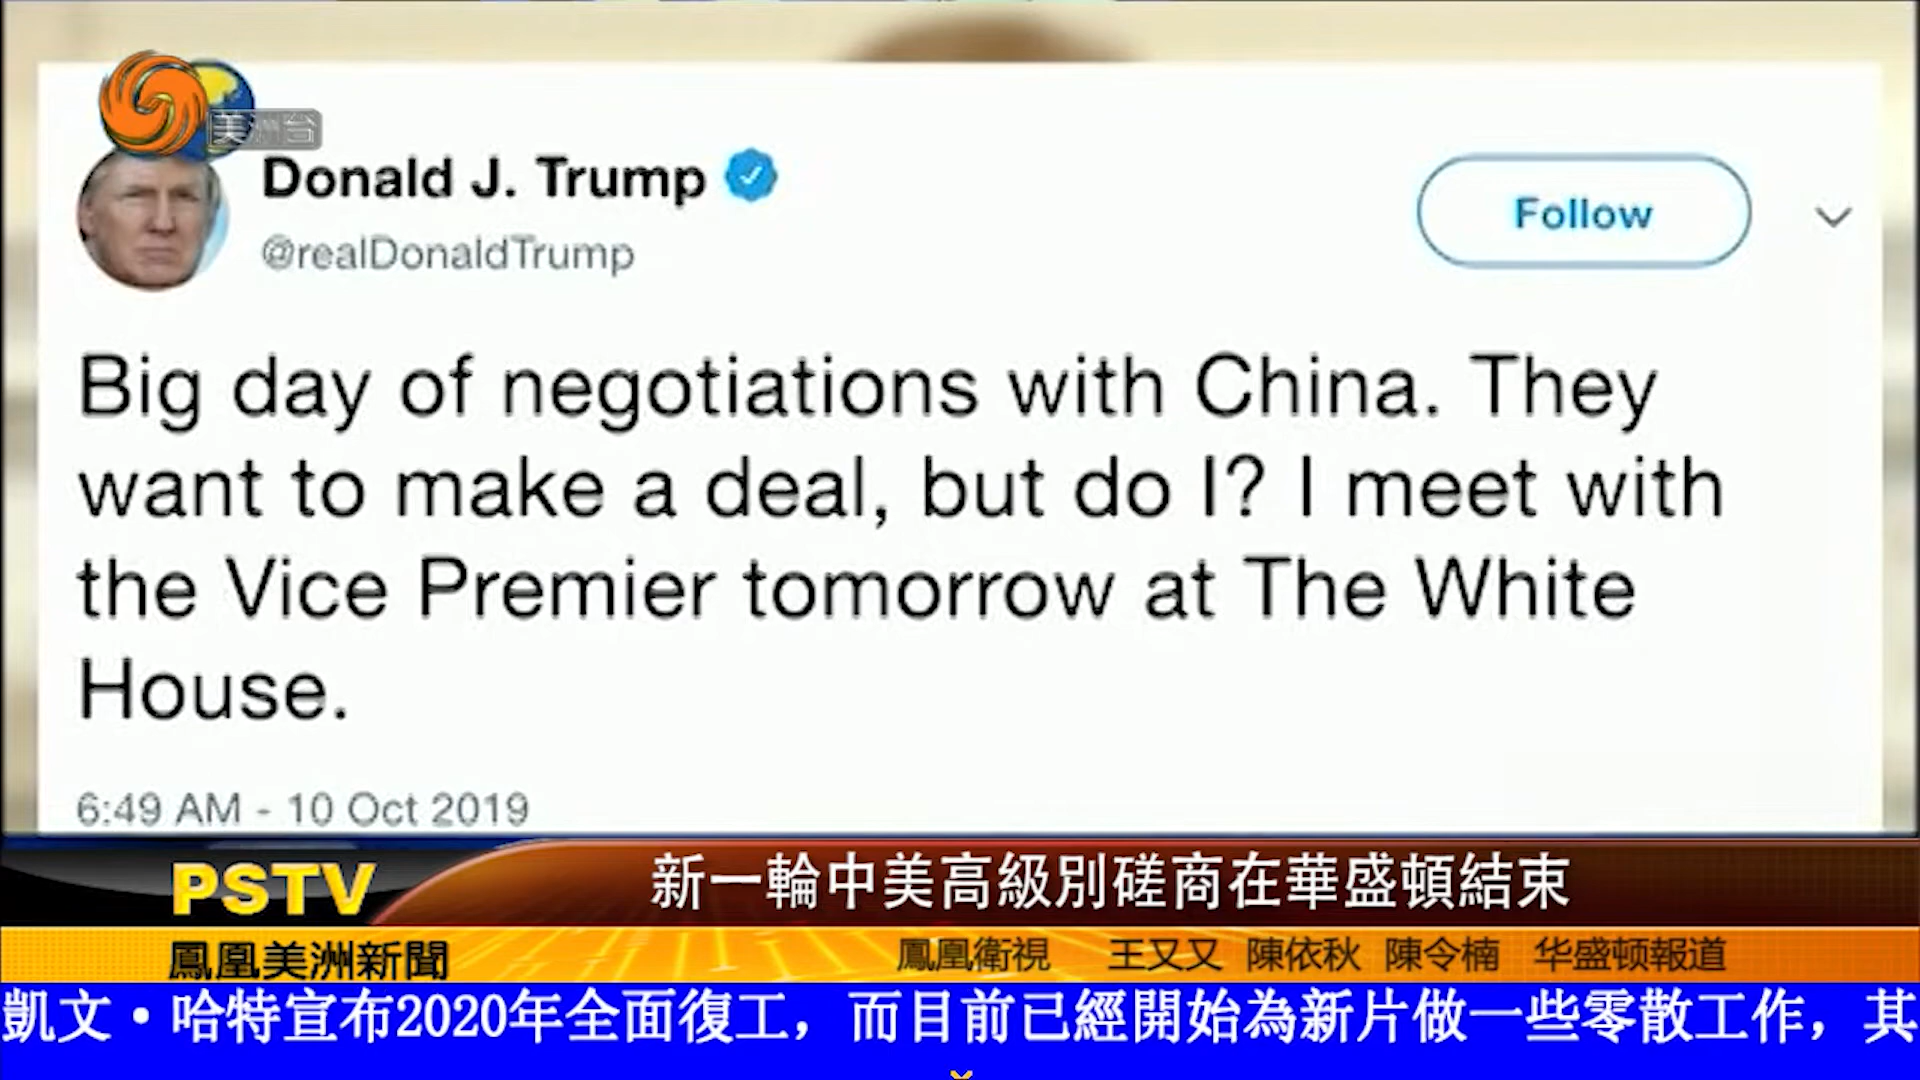 美洲台
Donald J. Trump
@realDonaldTrump
Follow
Big day of negotiations with China. They
want to make a deal, but do I? I meet with
the Vice Premier tomorrow at The White
House.
6:49 AM - 10 Oct 2019
PSTV
新一輪中美高級別磋商在華盛頓結束
鳳凰美洲新聞
鳳凰衛視 王又又 陳依秋 陳令楠 华盛顿報道
凱文·哈特宣布2020年全面復工，而目前已經開始為新片做一些零散工作，其